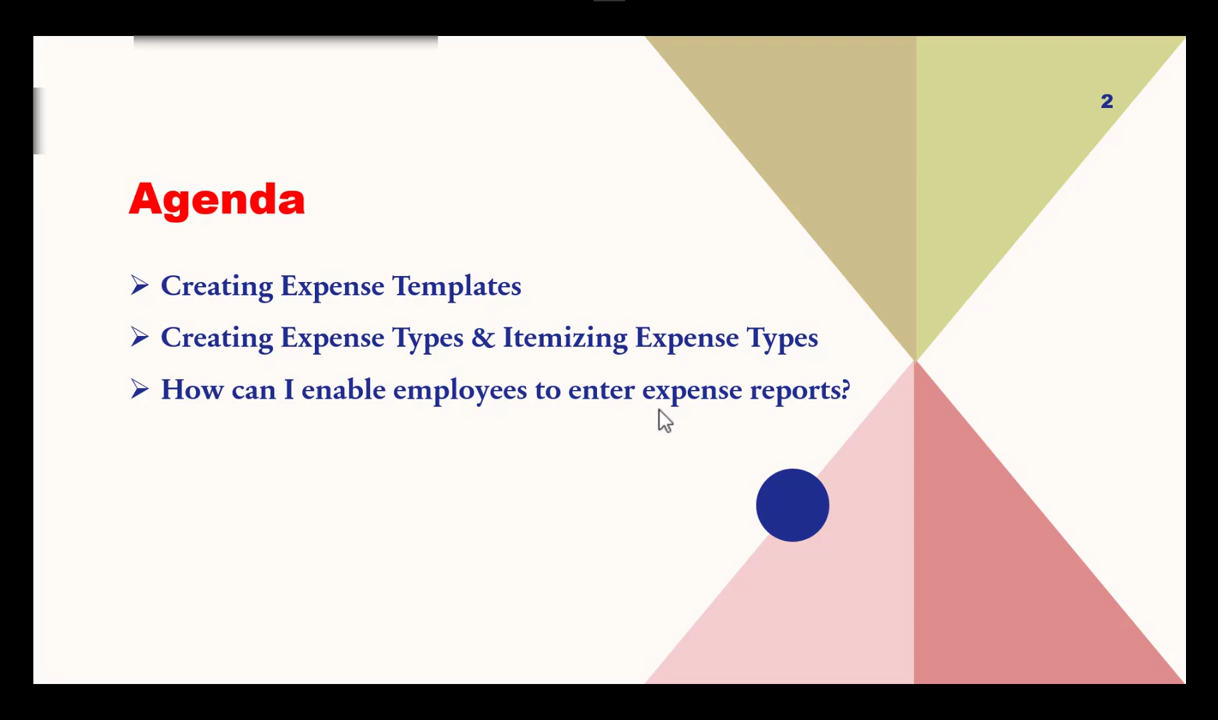 2
Agenda
Creating Expense Templates
Creating Expense Types & Itemizing Expense Types
How can I enable employees to enter expense reports?